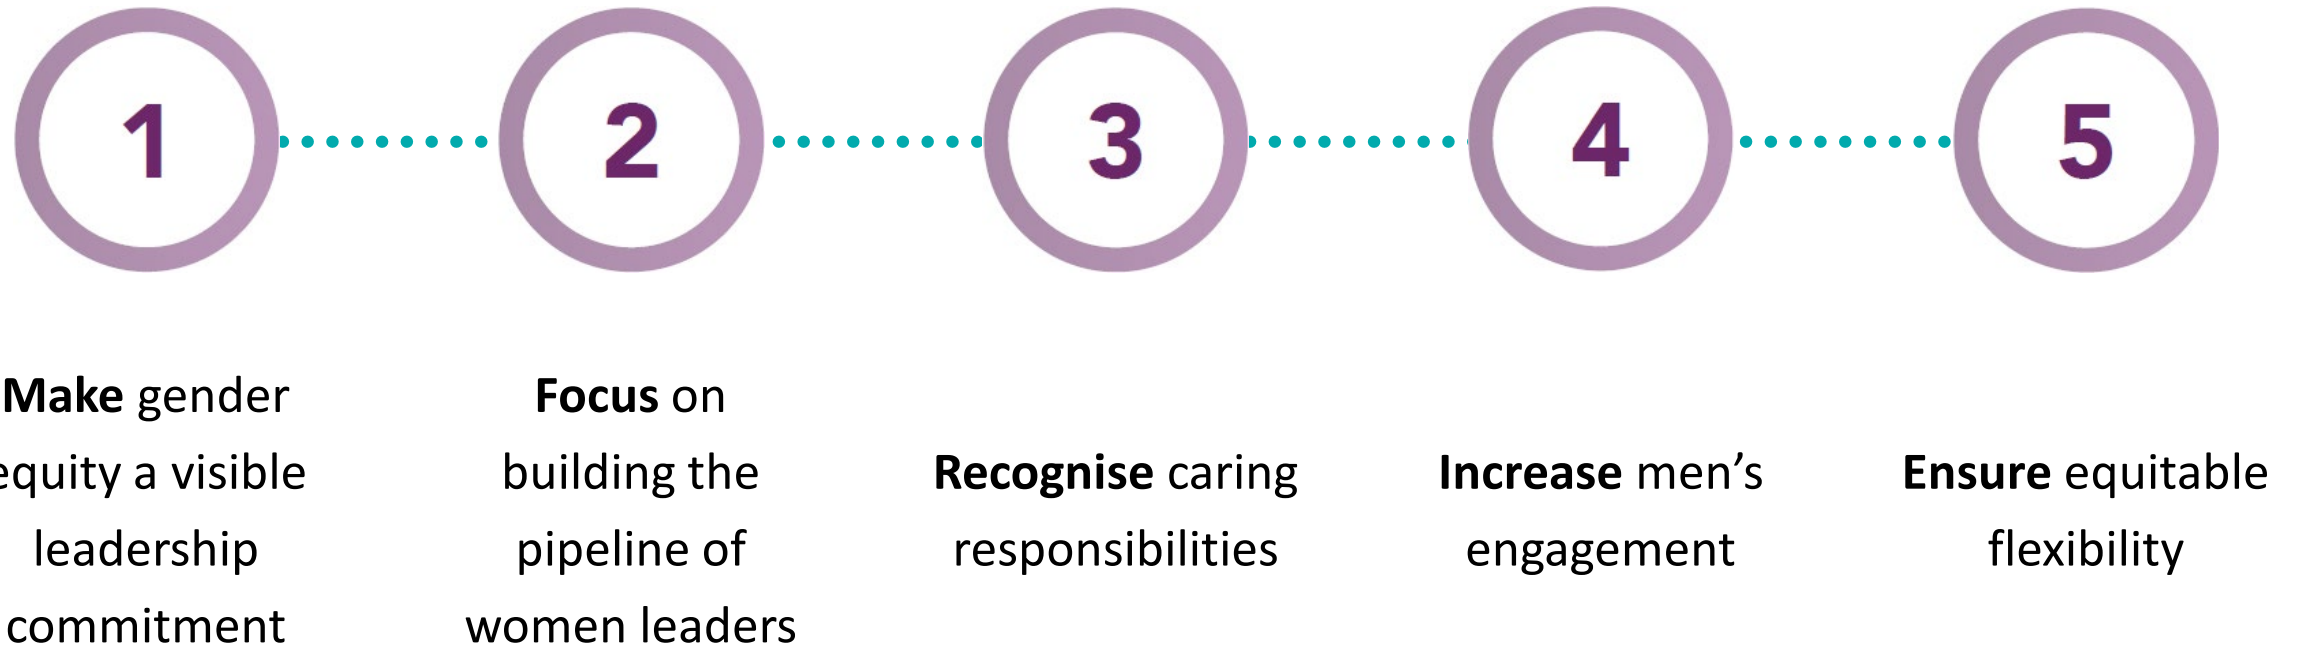 1
2
3
4
5
Make gender
equity a visible
leadership
commitment
Focus on
building the
pipeline of
women leaders
Recognise caring
responsibilities
Increase men’s
engagement
Ensure equitable
flexibility